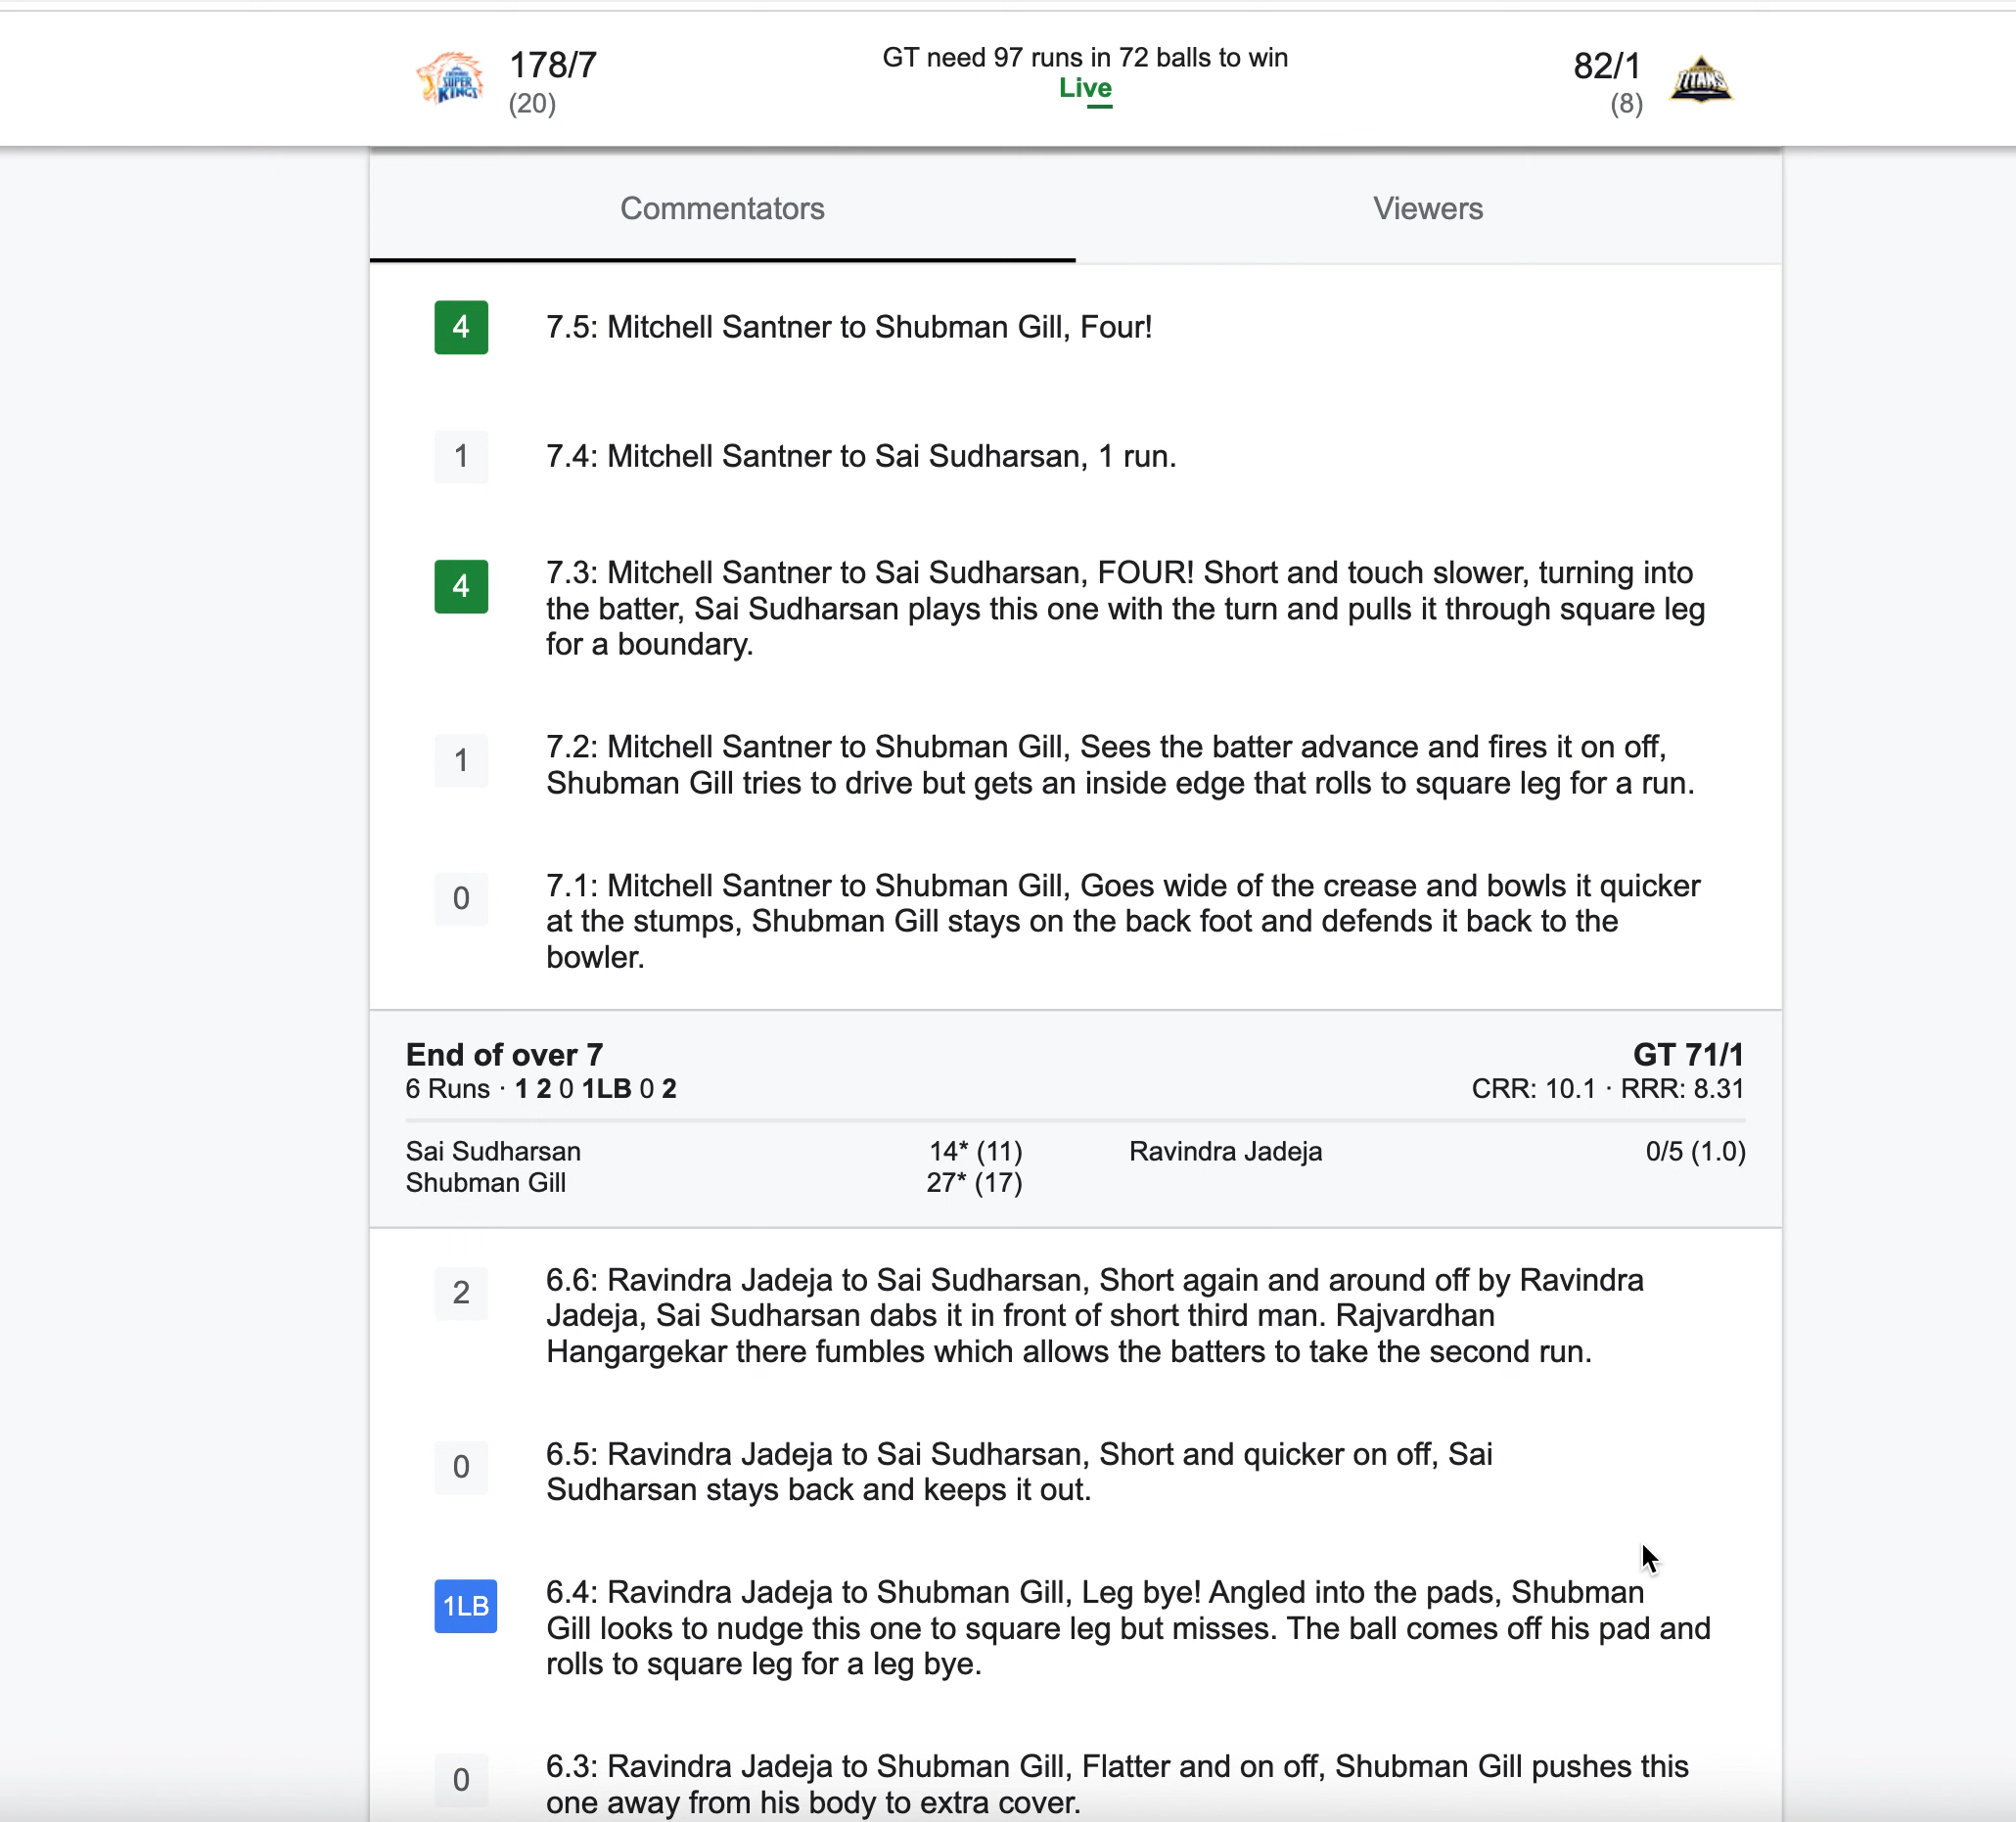 178/7
(20)
GT need 97 runs in 72 balls to win
Live
82/1
(8)
SUPER
KINGS
TITANS
Commentators
Viewers
4
7.5: Mitchell Santner to Shubman Gill, Four!
1
7.4: Mitchell Santner to Sai Sudharsan, 1 run.
4
7.3: Mitchell Santner to Sai Sudharsan, FOUR! Short and touch slower, turning into
the batter, Sai Sudharsan plays this one with the turn and pulls it through square leg
for a boundary.
1
7.2: Mitchell Santner to Shubman Gill, Sees the batter advance and fires it on off,
Shubman Gill tries to drive but gets an inside edge that rolls to square leg for a run.
0
7.1: Mitchell Santner to Shubman Gill, Goes wide of the crease and bowls it quicker
at the stumps, Shubman Gill stays on the back foot and defends it back to the
bowler.
End of over 7
GT 71/1
6 Runs · 1 2 0 1LB 0 2
CRR: 10.1 · RRR: 8.31
Sai Sudharsan 14* (11)
Ravindra Jadeja 0/5 (1.0)
Shubman Gill 27* (17)
2
6.6: Ravindra Jadeja to Sai Sudharsan, Short again and around off by Ravindra
Jadeja, Sai Sudharsan dabs it in front of short third man. Rajvardhan
Hangargekar there fumbles which allows the batters to take the second run.
0
6.5: Ravindra Jadeja to Sai Sudharsan, Short and quicker on off, Sai
Sudharsan stays back and keeps it out.
1LB
6.4: Ravindra Jadeja to Shubman Gill, Leg bye! Angled into the pads, Shubman
Gill looks to nudge this one to square leg but misses. The ball comes off his pad and
rolls to square leg for a leg bye.
0
6.3: Ravindra Jadeja to Shubman Gill, Flatter and on off, Shubman Gill pushes this
one away from his body to extra cover.